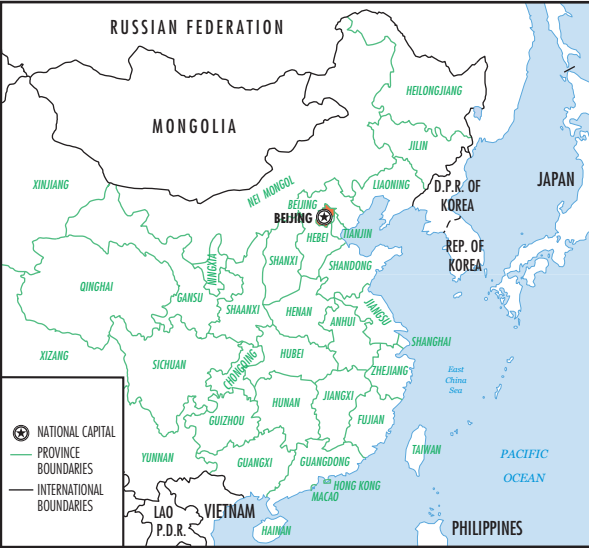 RUSSIAN FEDERATION
HEILONGJIANG
MONGOLIA
JILIN
XINJIANG
NEI MONGOL
LIAONING
D.P.R. OF
KOREA
JAPAN
BEIJING
BEIJING
HEBEI
TIANJIN
REP. OF
KOREA
NINGXIA
SHANXI
SHANDONG
QINGHAI
GANSU
SHAANXI
HENAN
JIANGSU
ANHUI
SHANGHAI
XIZANG
SICHUAN
CHONGQING
HUBEI
ZHEJIANG
East
China
Sea
HUNAN
JIANGXI
GUIZHOU
FUJIAN
TAIWAN
YUNNAN
GUANGXI
GUANGDONG
HONG KONG
MACAO
PACIFIC
OCEAN
LAO
P.D.R.
VIETNAM
HAINAN
PHILIPPINES
NATIONAL CAPITAL
PROVINCE
BOUNDARIES
INTERNATIONAL
BOUNDARIES